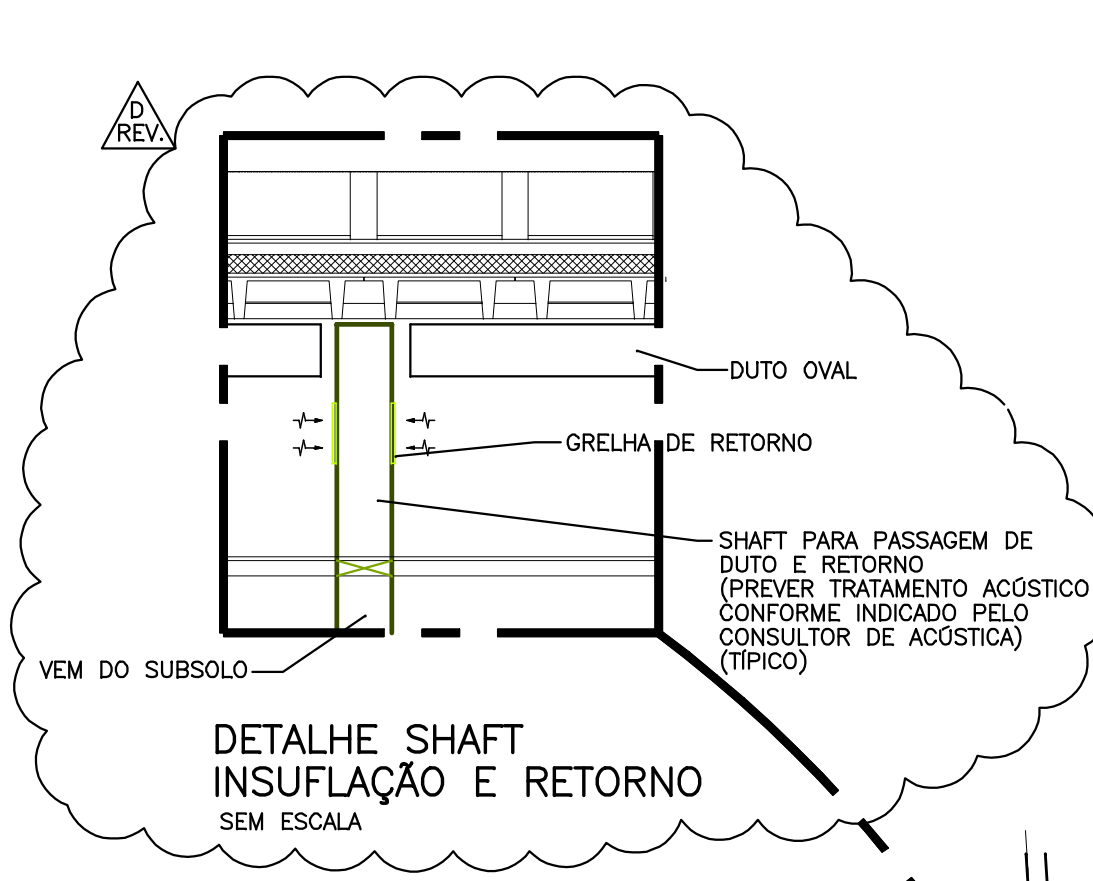 D
REV.
DUTO OVAL
GRELHA DE RETORNO
SHAFT PARA PASSAGEM DE
DUTO E RETORNO
(PREVER TRATAMENTO ACÚSTICO
CONFORME INDICADO PELO
CONSULTOR DE ACÚSTICA)
(TÍPICO)
VEM DO SUBSOLO
DETALHE SHAFT
INSUFLAÇÃO E RETORNO
SEM ESCALA